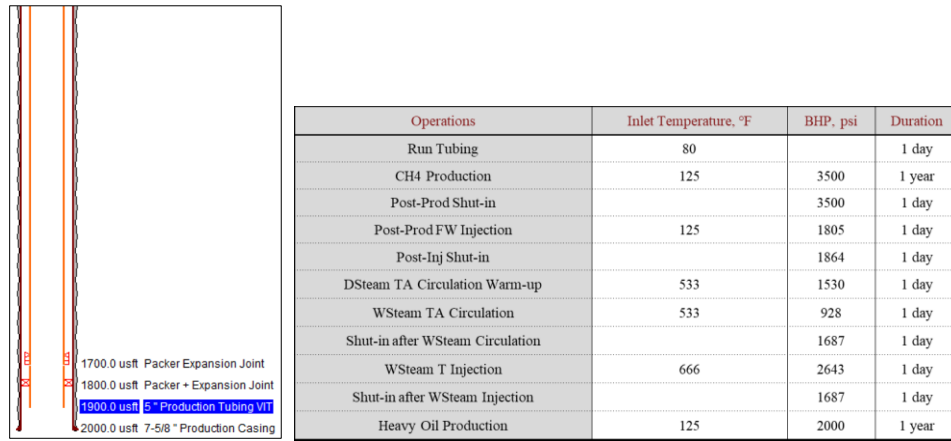 1700.0 usft Packer Expansion Joint
1800.0 usft Packer + Expansion Joint
1900.0 usft 5 " Production Tubing VIT
2000.0 usft 7-5/8 " Production Casing
Operations Inlet Temperature, °F BHP, psi Duration
Run Tubing 80 1 day
CH4 Production 125 3500 1 year
Post-Prod Shut-in 3500 1 day
Post-Prod FW Injection 125 1805 1 day
Post-Inj Shut-in 1864 1 day
DSteam TA Circulation Warm-up 533 1530 1 day
WSteam TA Circulation 533 928 1 day
Shut-in after WSteam Circulation 1687 1 day
WSteam T Injection 666 2643 1 day
Shut-in after WSteam Injection 1687 1 day
Heavy Oil Production 125 2000 1 year